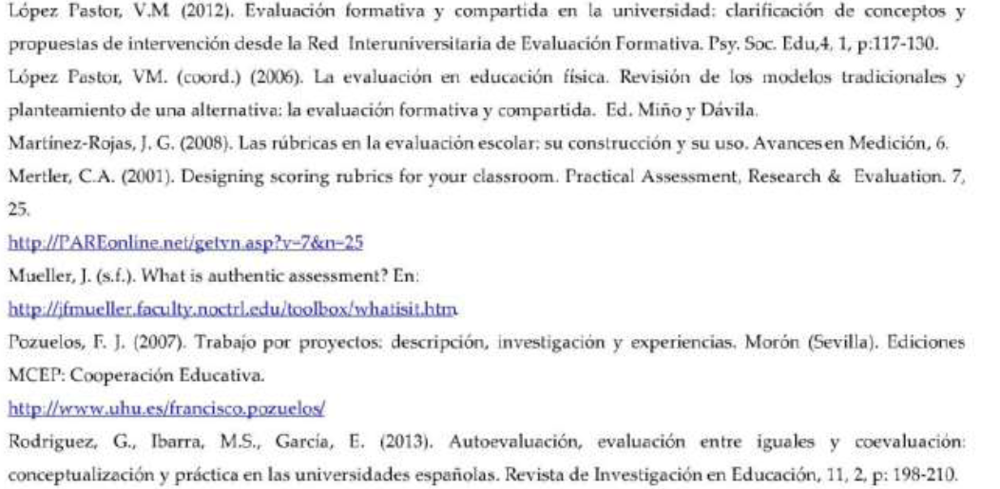 López Pastor, V.M (2012). Evaluación formativa y compartida en la universidad: clarificación de conceptos y
propuestas de intervención desde la Red Interuniversitaria de Evaluación Formativa. Psy. Soc. Edu,4, 1, p:117-130.
López Pastor, VM. (coord.) (2006). La evaluación en educación física. Revisión de los modelos tradicionales y
planteamiento de una alternativa: la evaluación formativa y compartida. Ed. Miño y Dávila.
Martínez-Rojas, J. G. (2008). Las rúbricas en la evaluación escolar: su construcción y su uso. Avances en Medición, 6.
Mertler, C.A. (2001). Designing scoring rubrics for your classroom. Practical Assessment, Research & Evaluation. 7,
25.
http://PAREonline.net/getvn.asp?v=7&n=25
Mueller, J. (s.f.). What is authentic assessment? En:
http://jfmueller.faculty.noctrl.edu/toolbox/whatisit.htm
Pozuelos, F. J. (2007). Trabajo por proyectos: descripción, investigación y experiencias. Morón (Sevilla). Ediciones
MCEP: Cooperación Educativa.
http://www.uhu.es/francisco.pozuelos/
Rodriguez, G., Ibarra, M.S., García, E. (2013). Autoevaluación, evaluación entre iguales y coevaluación:
conceptualización y práctica en las universidades españolas. Revista de Investigación en Educación, 11, 2, p: 198-210.